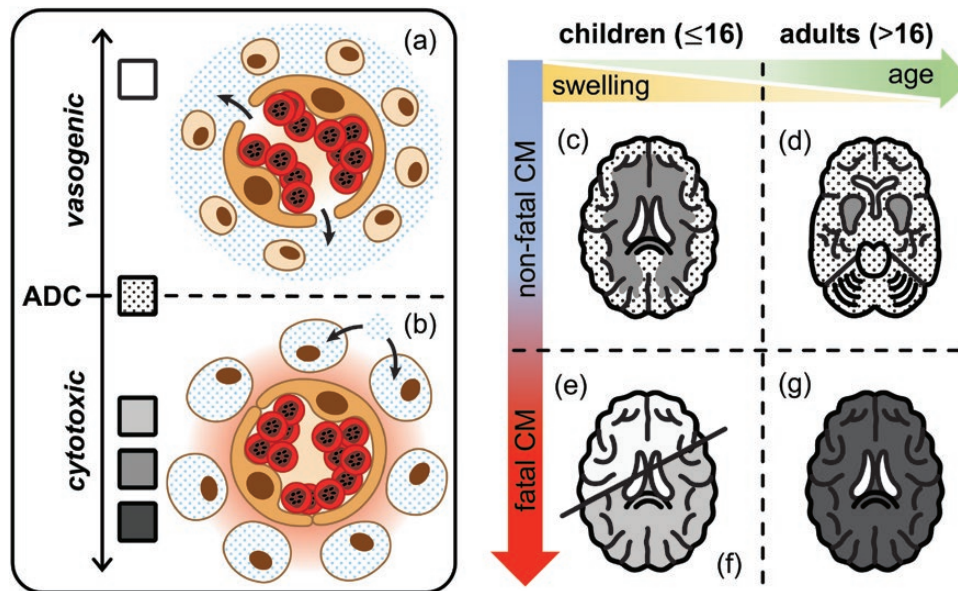 (a)
vasogenic
ADC
(b)
cytotoxic
children (≤16)
adults (>16)
age
swelling
non-fatal CM
(c)
(d)
fatal CM
(e)
(f)
(g)